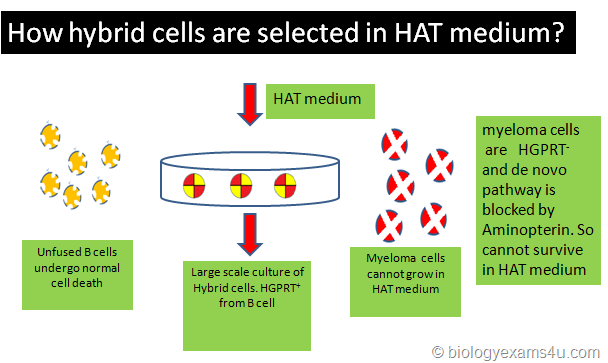 How hybrid cells are selected in HAT medium?
HAT medium
Unfused B cells
undergo normal
cell death
Large scale culture of
Hybrid cells. HGPRT⁺
from B cell
Myeloma cells
cannot grow in
HAT medium
myeloma cells
are HGPRT⁻
and de novo
pathway is
blocked by
Aminopterin. So
cannot survive
in HAT medium
© biologyexams4u.com